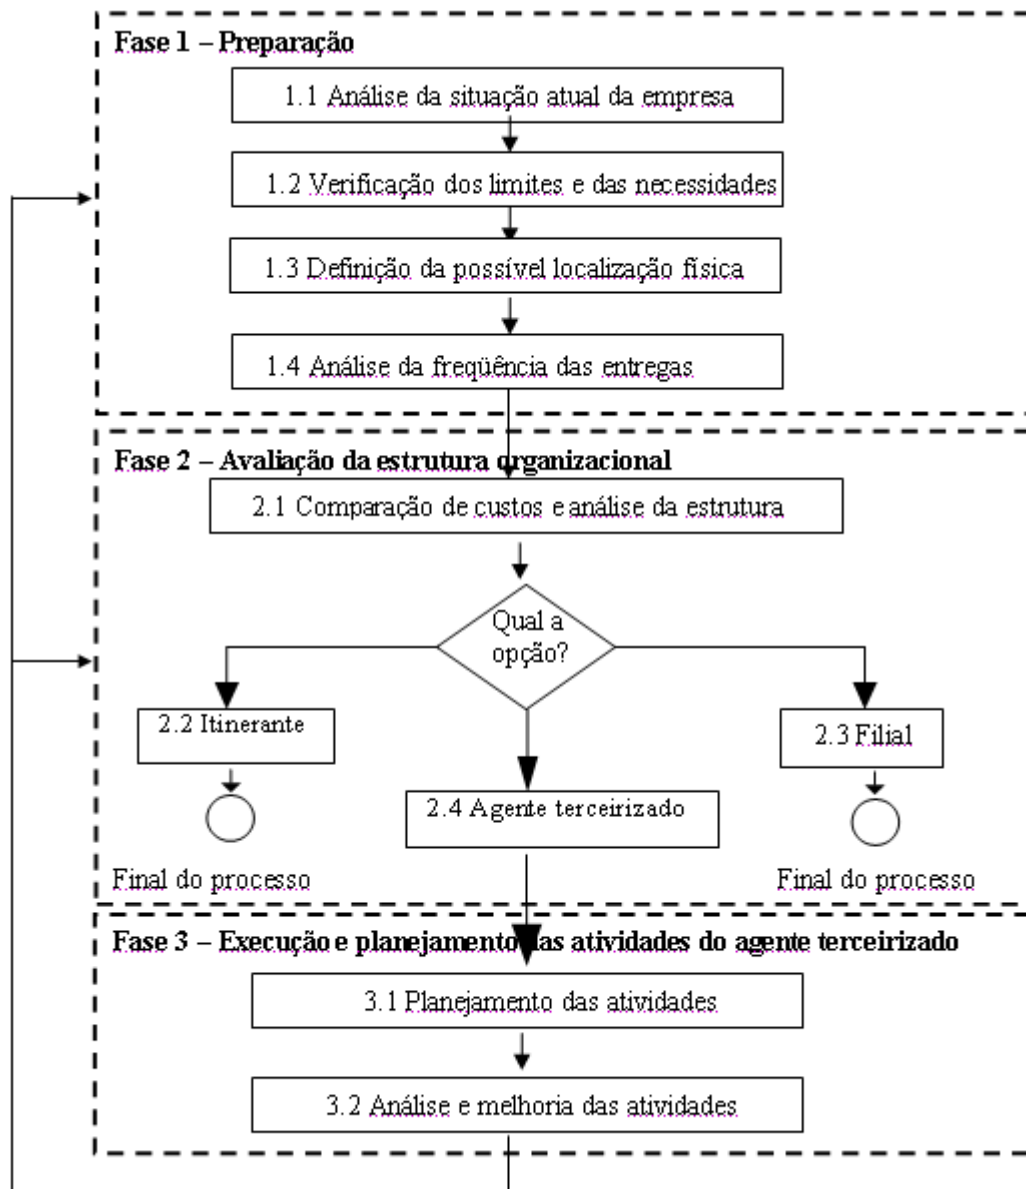 Fase 1 – Preparação
1.1 Análise da situação atual da empresa
1.2 Verificação dos limites e das necessidades
1.3 Definição da possível localização física
1.4 Análise da freqüência das entregas
Fase 2 – Avaliação da estrutura organizacional
2.1 Comparação de custos e análise da estrutura
Qual a
opção?
2.2 Itinerante
2.3 Filial
2.4 Agente terceirizado
Final do processo
Final do processo
Fase 3 – Execução e planejamento das atividades do agente terceirizado
3.1 Planejamento das atividades
3.2 Análise e melhoria das atividades